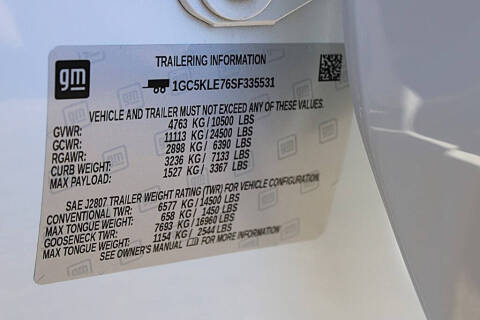 gm
TRAILERING INFORMATION
1GC5KLE76SF335531
VEHICLE AND TRAILER MUST NOT EXCEED ANY OF THESE VALUES.
GVWR: 4763 KG/10500 LBS
GCWR: 11113 KG/24500 LBS
RGAWR: 2898 KG/ 6390 LBS
CURB WEIGHT: 3236 KG/ 7133 LBS
MAX PAYLOAD: 1527 KG/ 3367 LBS
SAE J2807 TRAILER WEIGHT RATING (TWR) FOR VEHICLE CONFIGURATION.
CONVENTIONAL TWR: 6577 KG/14500 LBS
MAX TONGUE WEIGHT: 658 KG/ 1450 LBS
GOOSENECK TWR: 7693 KG/16960 LBS
MAX TONGUE WEIGHT: 1154 KG/ 2544 LBS
SEE OWNER'S MANUAL FOR MORE INFORMATION